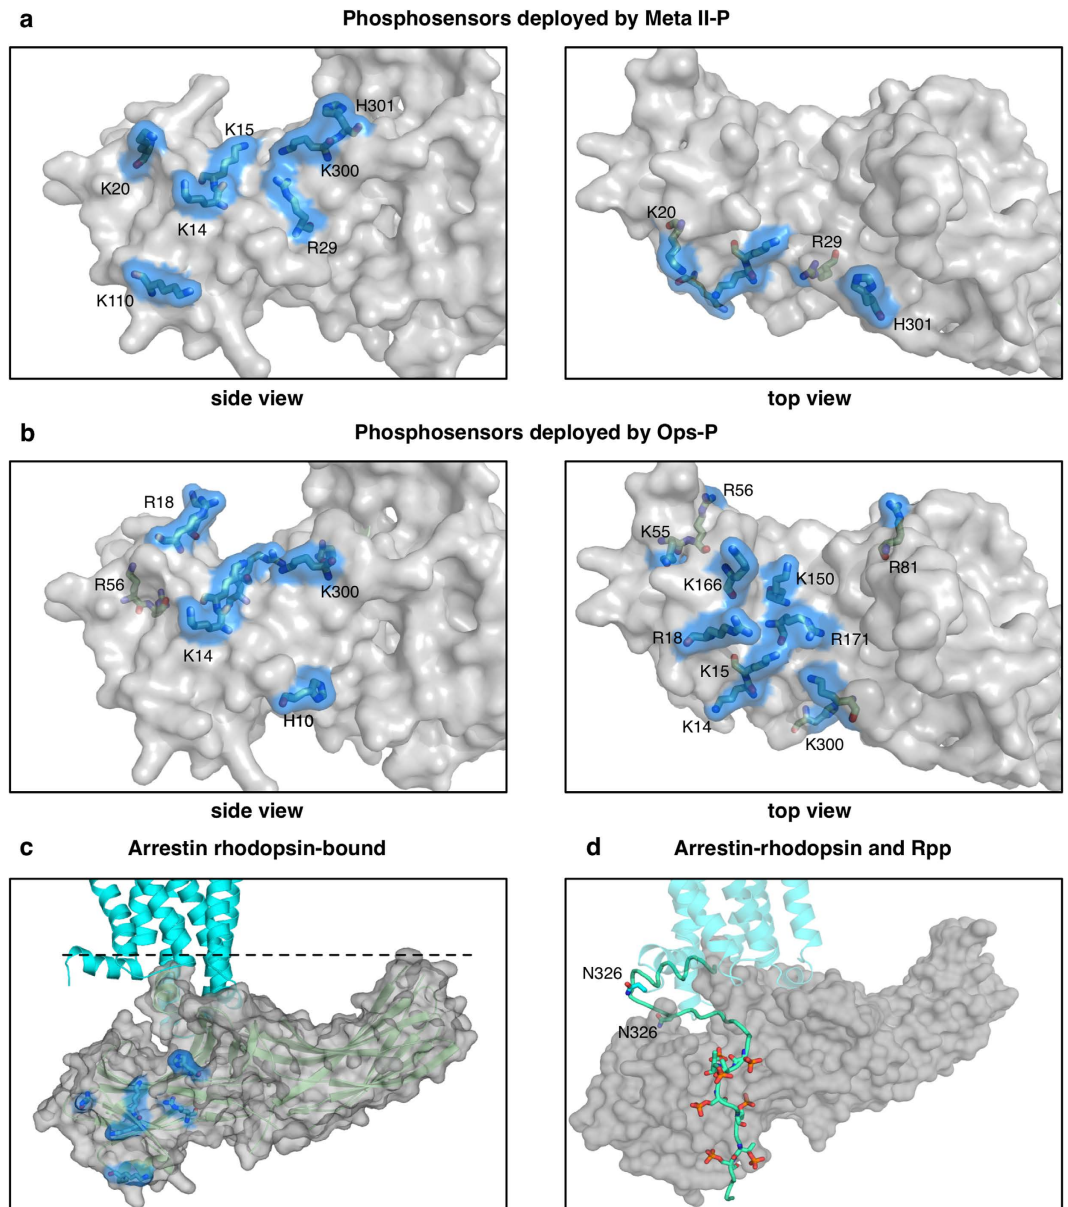 a Phosphosensors deployed by Meta II-P
H301
K15
K300
K20
K14
R29
K110
K20
R29
H301
side view top view
b Phosphosensors deployed by Ops-P
R18
R56
K300
K14
H10
R56
K55
K166
K150
R81
R18
R171
K15
K14
K300
side view top view
c Arrestin rhodopsin-bound d Arrestin-rhodopsin and Rpp
N326
N326